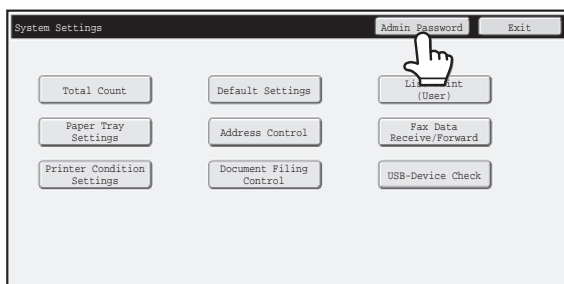 System Settings
Admin Password
Exit
Total Count
Default Settings
(User)
Paper Tray
Settings
Address Control
Fax Data
Receive/Forward
Printer Condition
Settings
Document Filing
Control
USB-Device Check